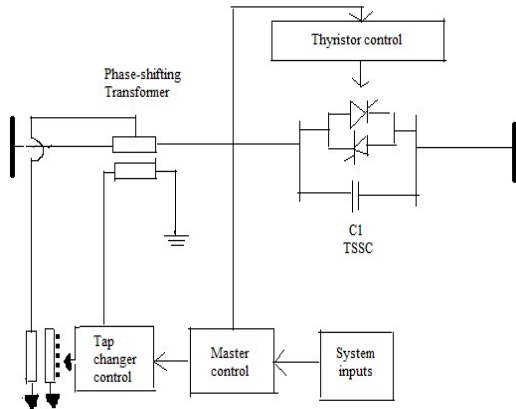 Thyristor control
Phase-shifting
Transformer
C1
TSSC
Tap
changer
control
Master
control
System
inputs